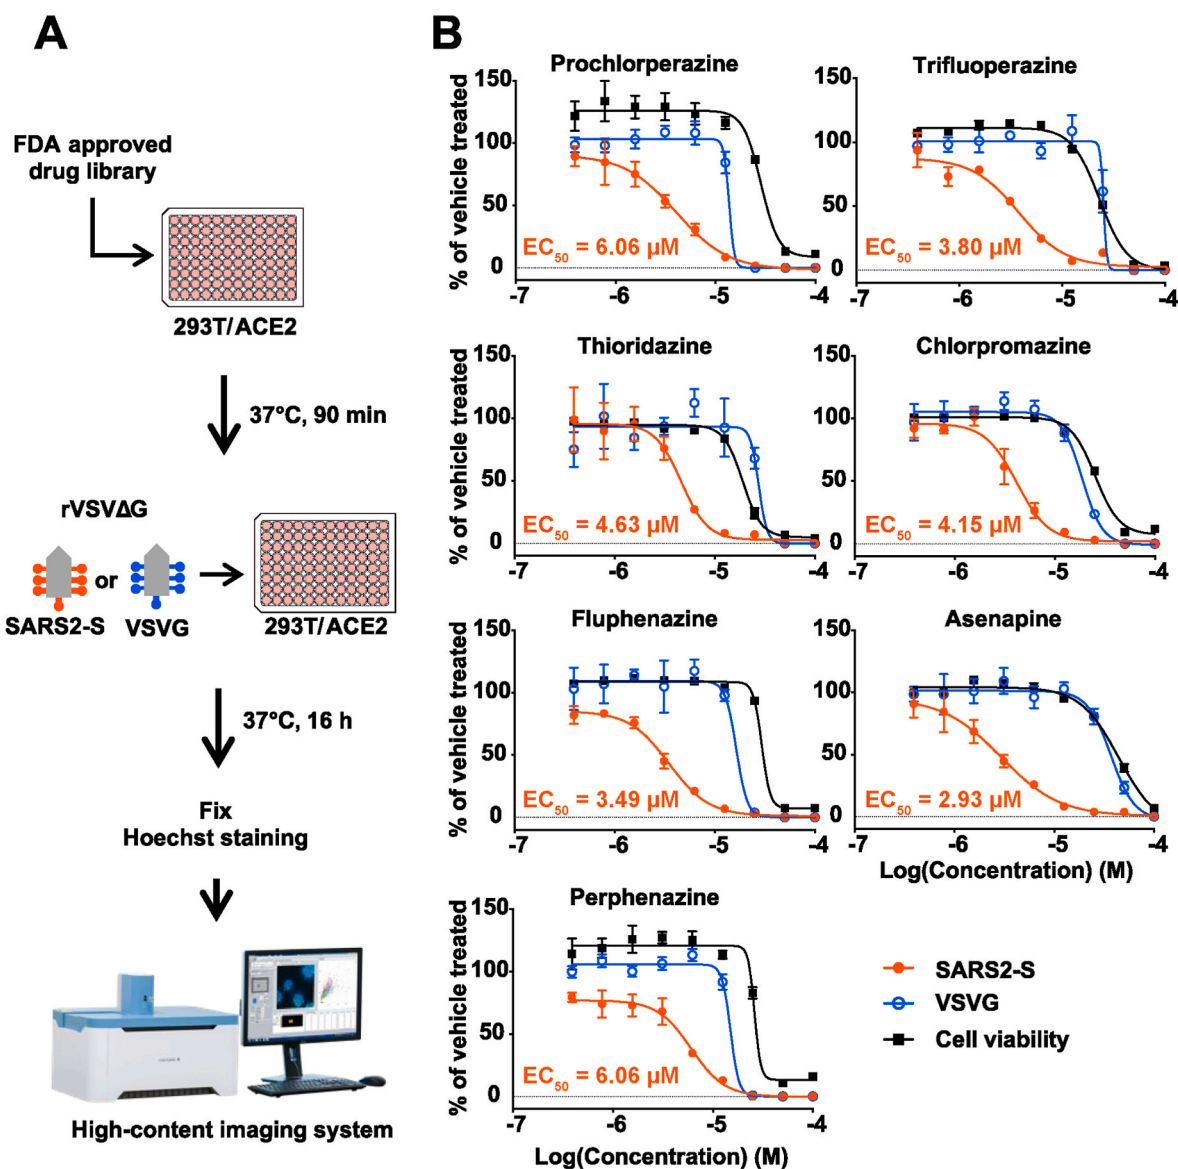 A
FDA approved
drug library
293T/ACE2
37°C, 90 min
rVSVΔG
or
SARS2-S
VSVG
293T/ACE2
37°C, 16 h
Fix
Hoechst staining
High-content imaging system
B
Prochlorperazine
% of vehicle treated
150
100
50
0
EC50 = 6.06 µM
-7 -6 -5 -4
Trifluoperazine
150
100
50
0
EC50 = 3.80 µM
-7 -6 -5 -4
Thioridazine
% of vehicle treated
150
100
50
0
EC50 = 4.63 µM
-7 -6 -5 -4
Chlorpromazine
150
100
50
0
EC50 = 4.15 µM
-7 -6 -5 -4
Fluphenazine
% of vehicle treated
150
100
50
0
EC50 = 3.49 µM
-7 -6 -5 -4
Asenapine
150
100
50
0
EC50 = 2.93 µM
-7 -6 -5 -4
Log(Concentration) (M)
Perphenazine
% of vehicle treated
150
100
50
0
EC50 = 6.06 µM
-7 -6 -5 -4
Log(Concentration) (M)
SARS2-S
VSVG
Cell viability